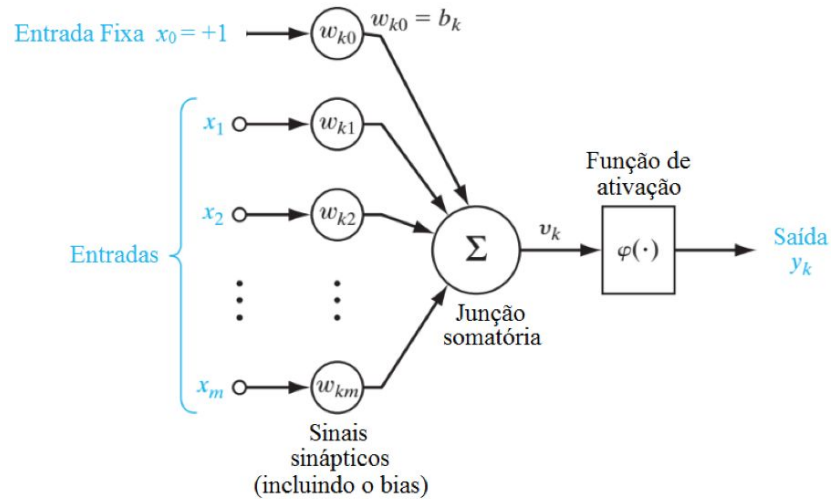 Entrada Fixa x₀ = +1
wₖ₀
wₖ₀ = bₖ
x₁
wₖ₁
x₂
wₖ₂
Entradas
xₘ
wₖₘ
Σ
Junção
somatória
vₖ
Função de
ativação
φ(·)
Saída
yₖ
Sinais
sinápticos
(incluindo o bias)